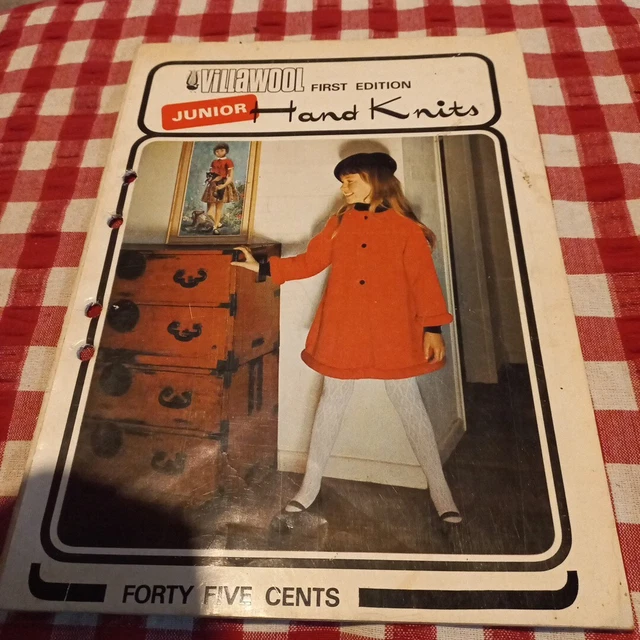 VillaWOOL FIRST EDITION
JUNIOR Hand Knits
FORTY FIVE CENTS